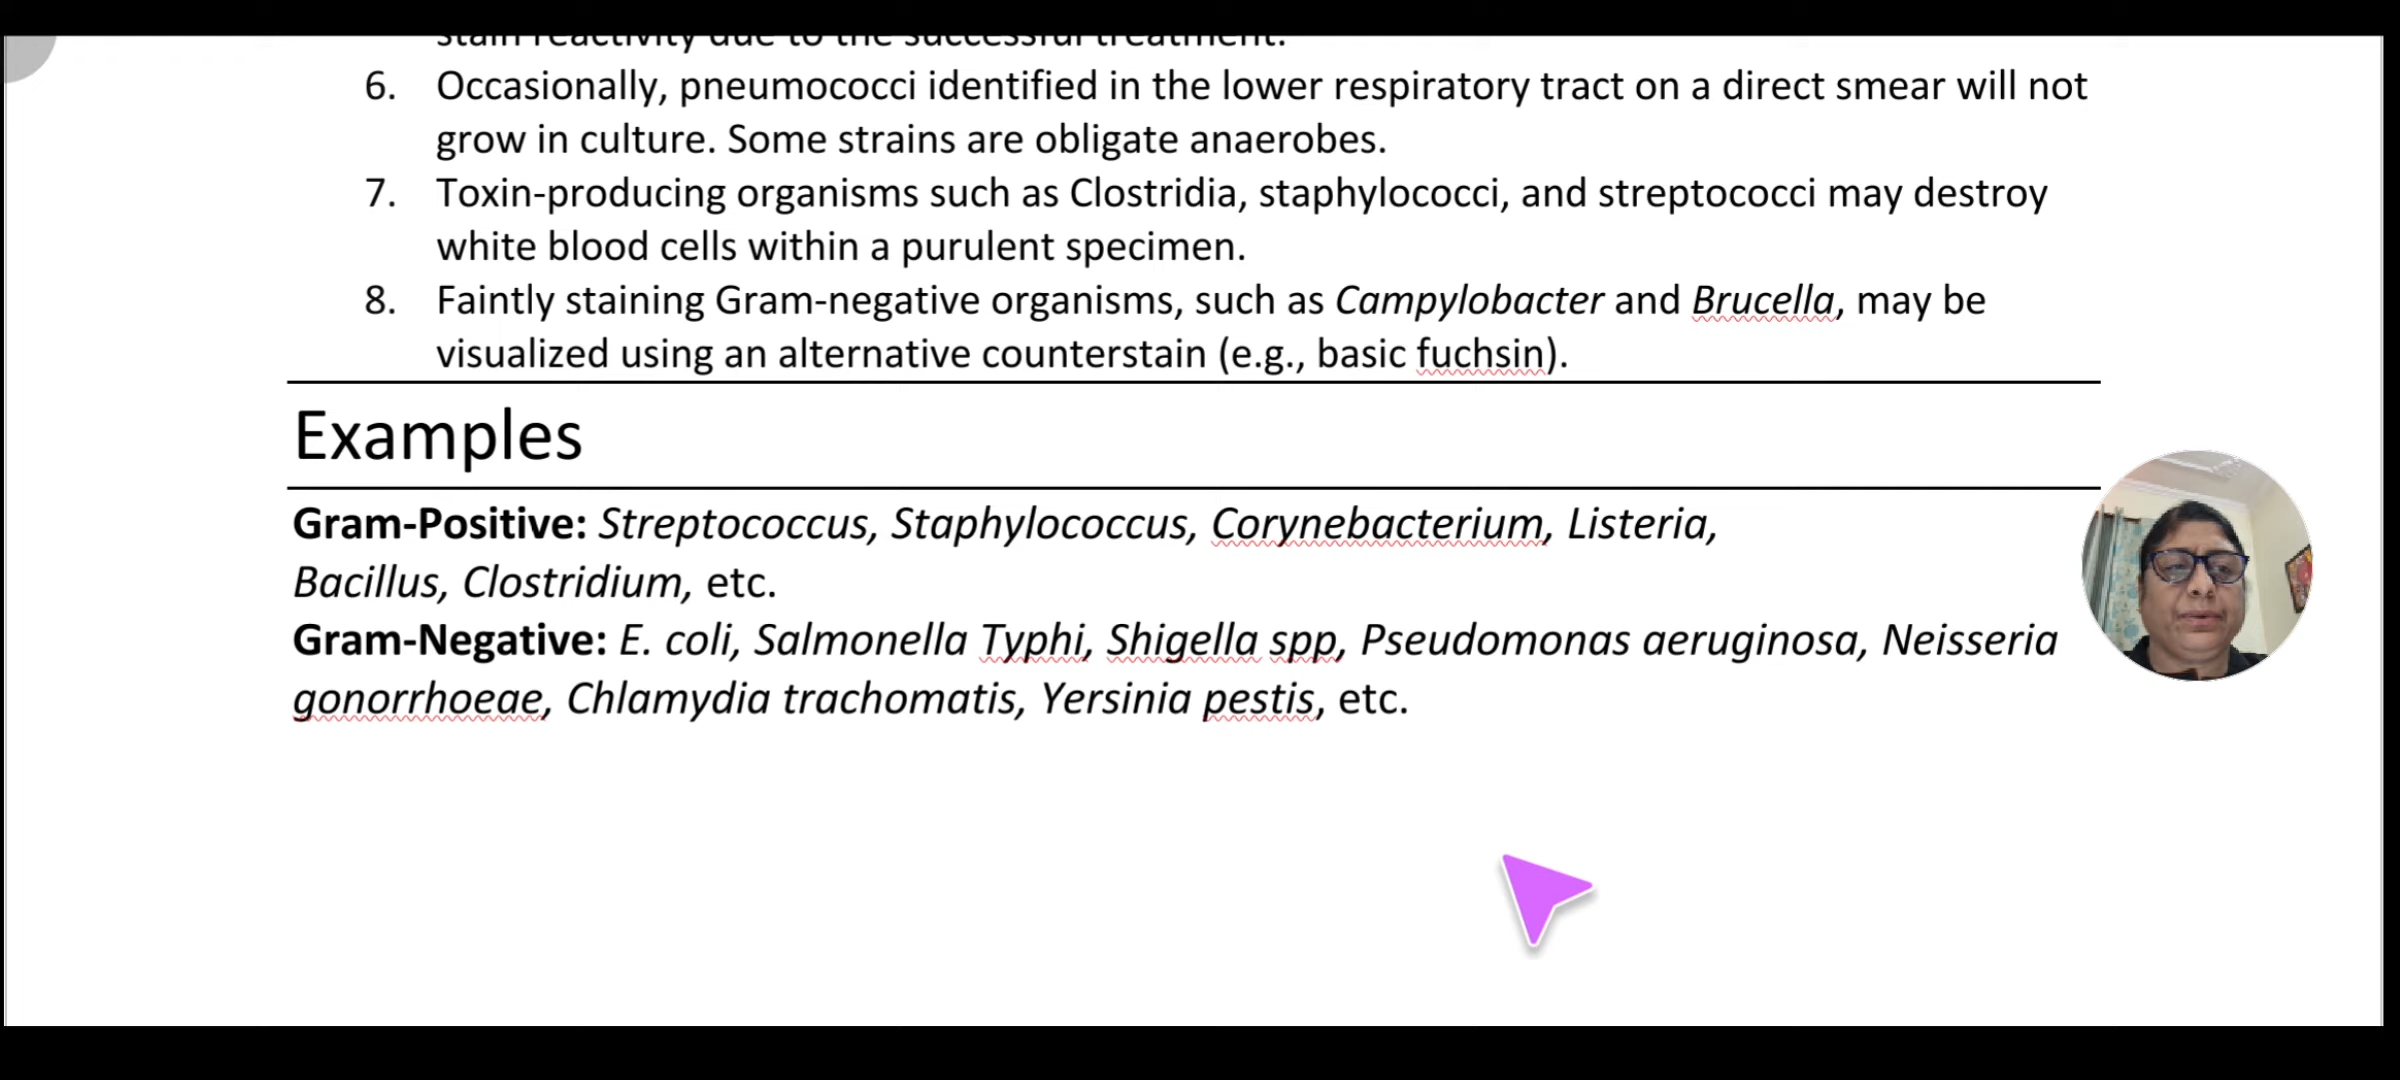 stain reactivity due to the successful treatment.
6. Occasionally, pneumococci identified in the lower respiratory tract on a direct smear will not
grow in culture. Some strains are obligate anaerobes.
7. Toxin-producing organisms such as Clostridia, staphylococci, and streptococci may destroy
white blood cells within a purulent specimen.
8. Faintly staining Gram-negative organisms, such as Campylobacter and Brucella, may be
visualized using an alternative counterstain (e.g., basic fuchsin).
Examples
Gram-Positive: Streptococcus, Staphylococcus, Corynebacterium, Listeria,
Bacillus, Clostridium, etc.
Gram-Negative: E. coli, Salmonella Typhi, Shigella spp, Pseudomonas aeruginosa, Neisseria
gonorrhoeae, Chlamydia trachomatis, Yersinia pestis, etc.